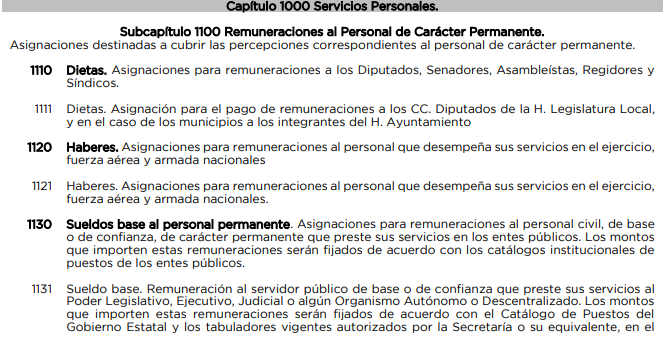 Capítulo 1000 Servicios Personales.
Subcapítulo 1100 Remuneraciones al Personal de Carácter Permanente.
Asignaciones destinadas a cubrir las percepciones correspondientes al personal de carácter permanente.
1110 Dietas. Asignaciones para remuneraciones a los Diputados, Senadores, Asambleístas, Regidores y
Síndicos.
1111 Dietas. Asignación para el pago de remuneraciones a los CC. Diputados de la H. Legislatura Local,
y en el caso de los municipios a los integrantes del H. Ayuntamiento
1120 Haberes. Asignaciones para remuneraciones al personal que desempeña sus servicios en el ejercicio,
fuerza aérea y armada nacionales
1121 Haberes. Asignaciones para remuneraciones al personal que desempeña sus servicios en el ejercicio,
fuerza aérea y armada nacionales.
1130 Sueldos base al personal permanente. Asignaciones para remuneraciones al personal civil, de base
o de confianza, de carácter permanente que preste sus servicios en los entes públicos. Los montos
que importen estas remuneraciones serán fijados de acuerdo con los catálogos institucionales de
puestos de los entes públicos.
1131 Sueldo base. Remuneración al servidor público de base o de confianza que preste sus servicios al
Poder Legislativo, Ejecutivo, Judicial o algún Organismo Autónomo o Descentralizado. Los montos
que importen estas remuneraciones serán fijados de acuerdo con el Catálogo de Puestos del
Gobierno Estatal y los tabuladores vigentes autorizados por la Secretaría o su equivalente, en el